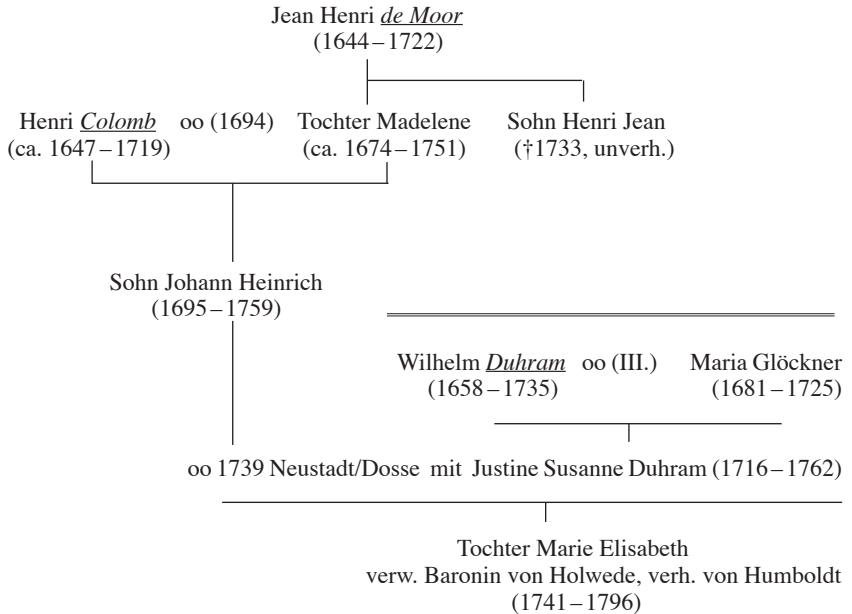 Jean Henri de Moor
(1644–1722)
Henri Colomb oo (1694) Tochter Madelene Sohn Henri Jean
(ca. 1647–1719) (ca. 1674–1751) (†1733, unverh.)
Sohn Johann Heinrich
(1695–1759)
Wilhelm Duhram oo (III.) Maria Glöckner
(1658–1735) (1681–1725)
oo 1739 Neustadt/Dosse mit Justine Susanne Duhram (1716–1762)
Tochter Marie Elisabeth
verw. Baronin von Holwede, verh. von Humboldt
(1741–1796)